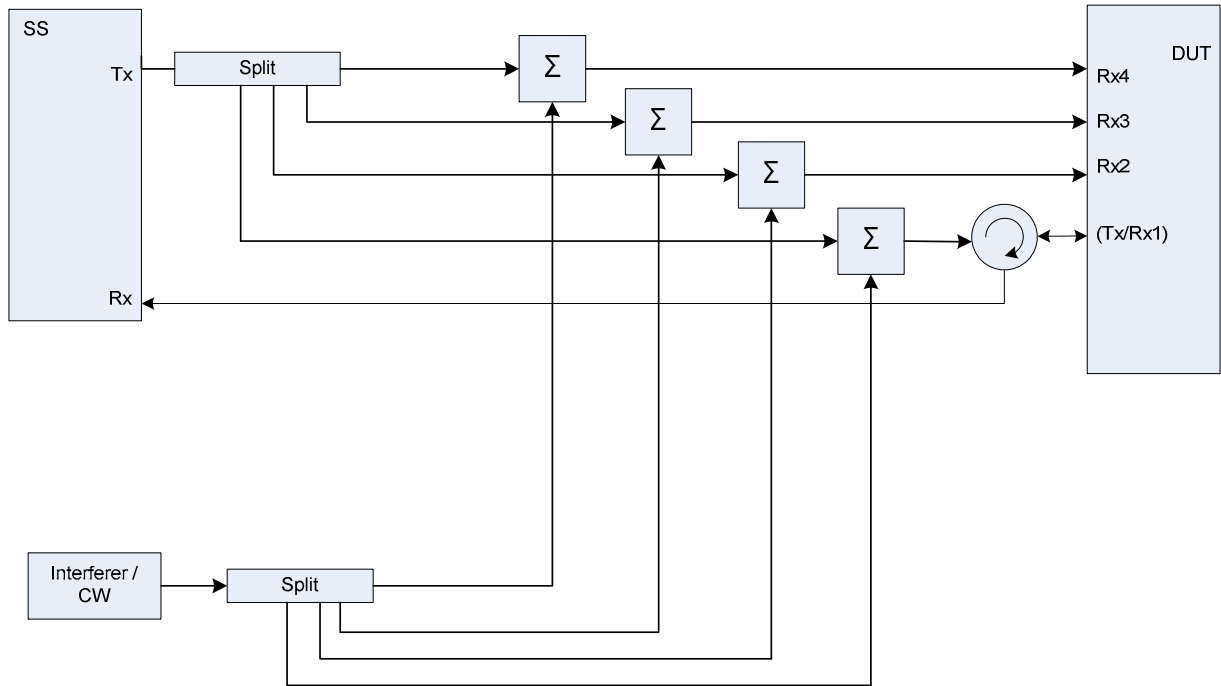 SS
DUT
Tx
Split
Σ
Rx4
Σ
Rx3
Σ
Rx2
Σ
(Tx/Rx1)
Rx
Interferer /
CW
Split